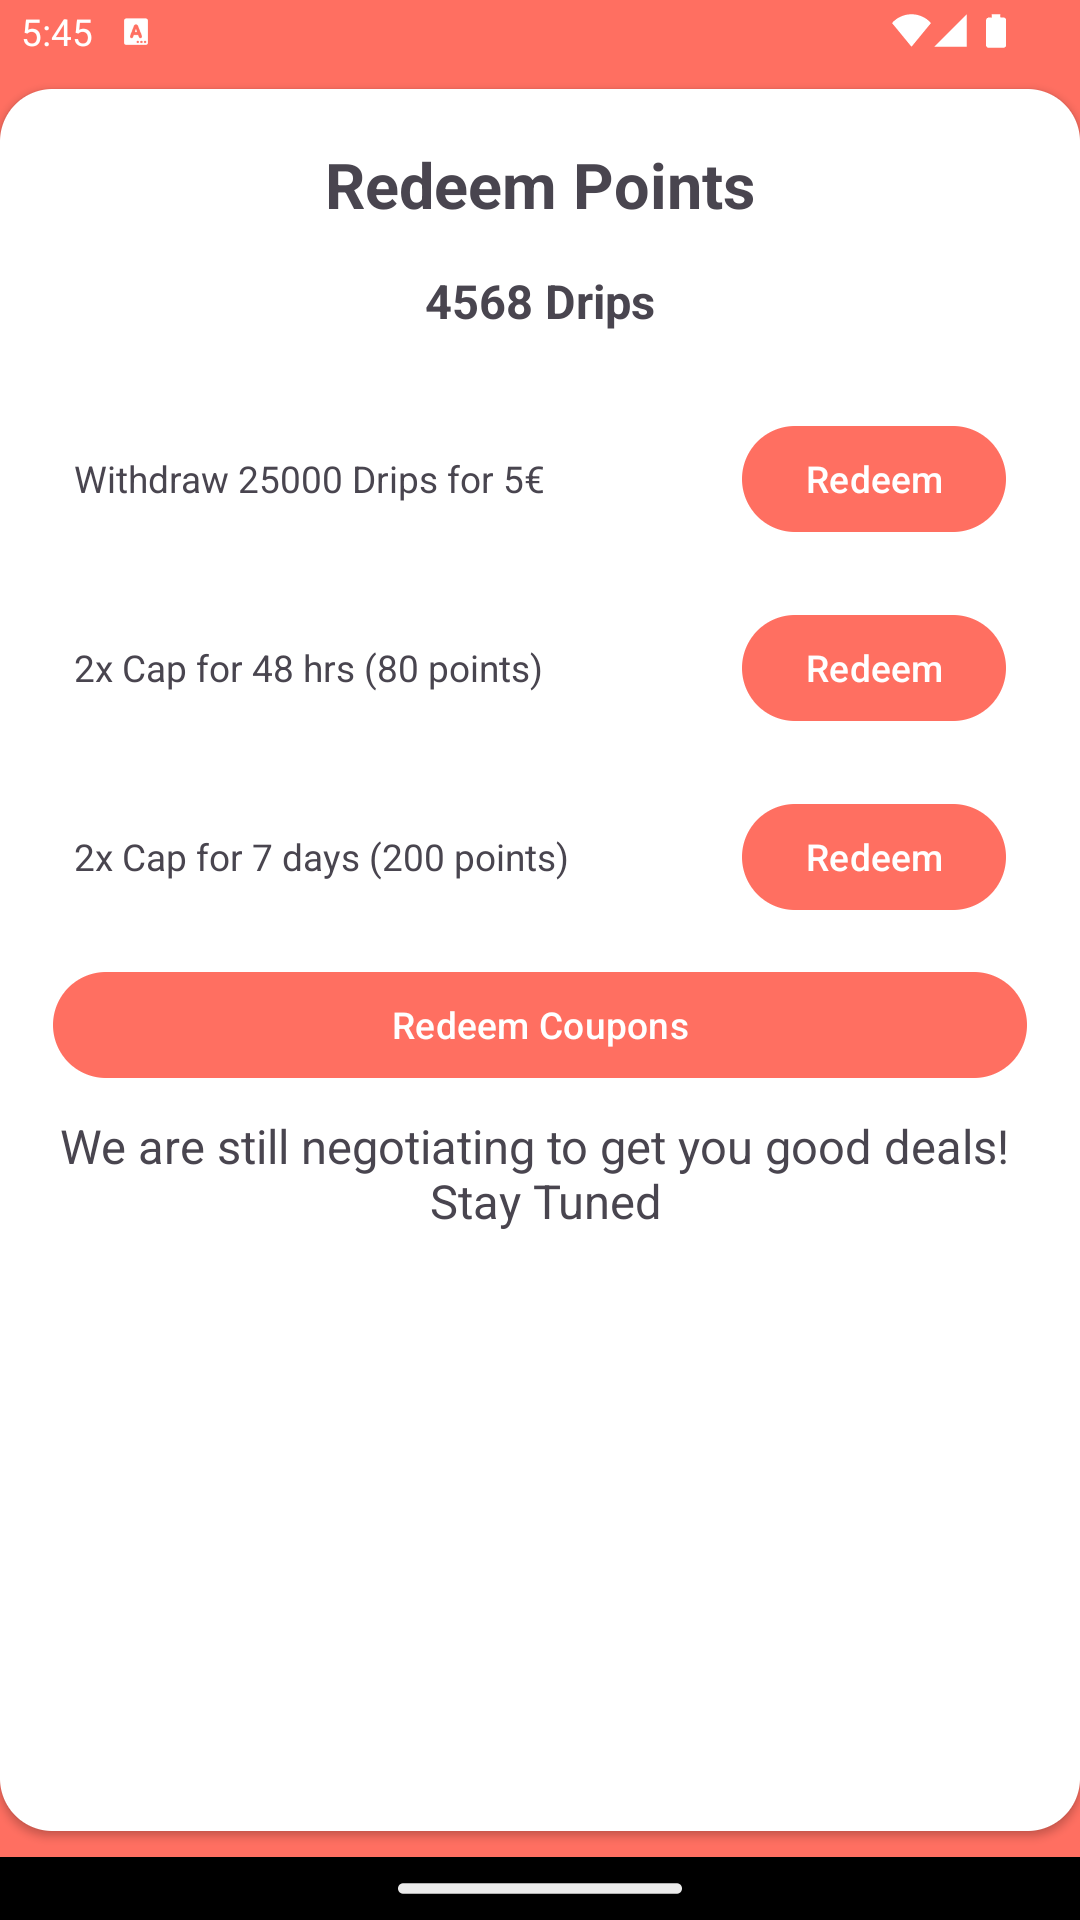 5:45
Redeem Points
4568 Drips
Withdraw 25000 Drips for 5€
Redeem
2x Cap for 48 hrs (80 points)
Redeem
2x Cap for 7 days (200 points)
Redeem
Redeem Coupons
We are still negotiating to get you good deals!
Stay Tuned